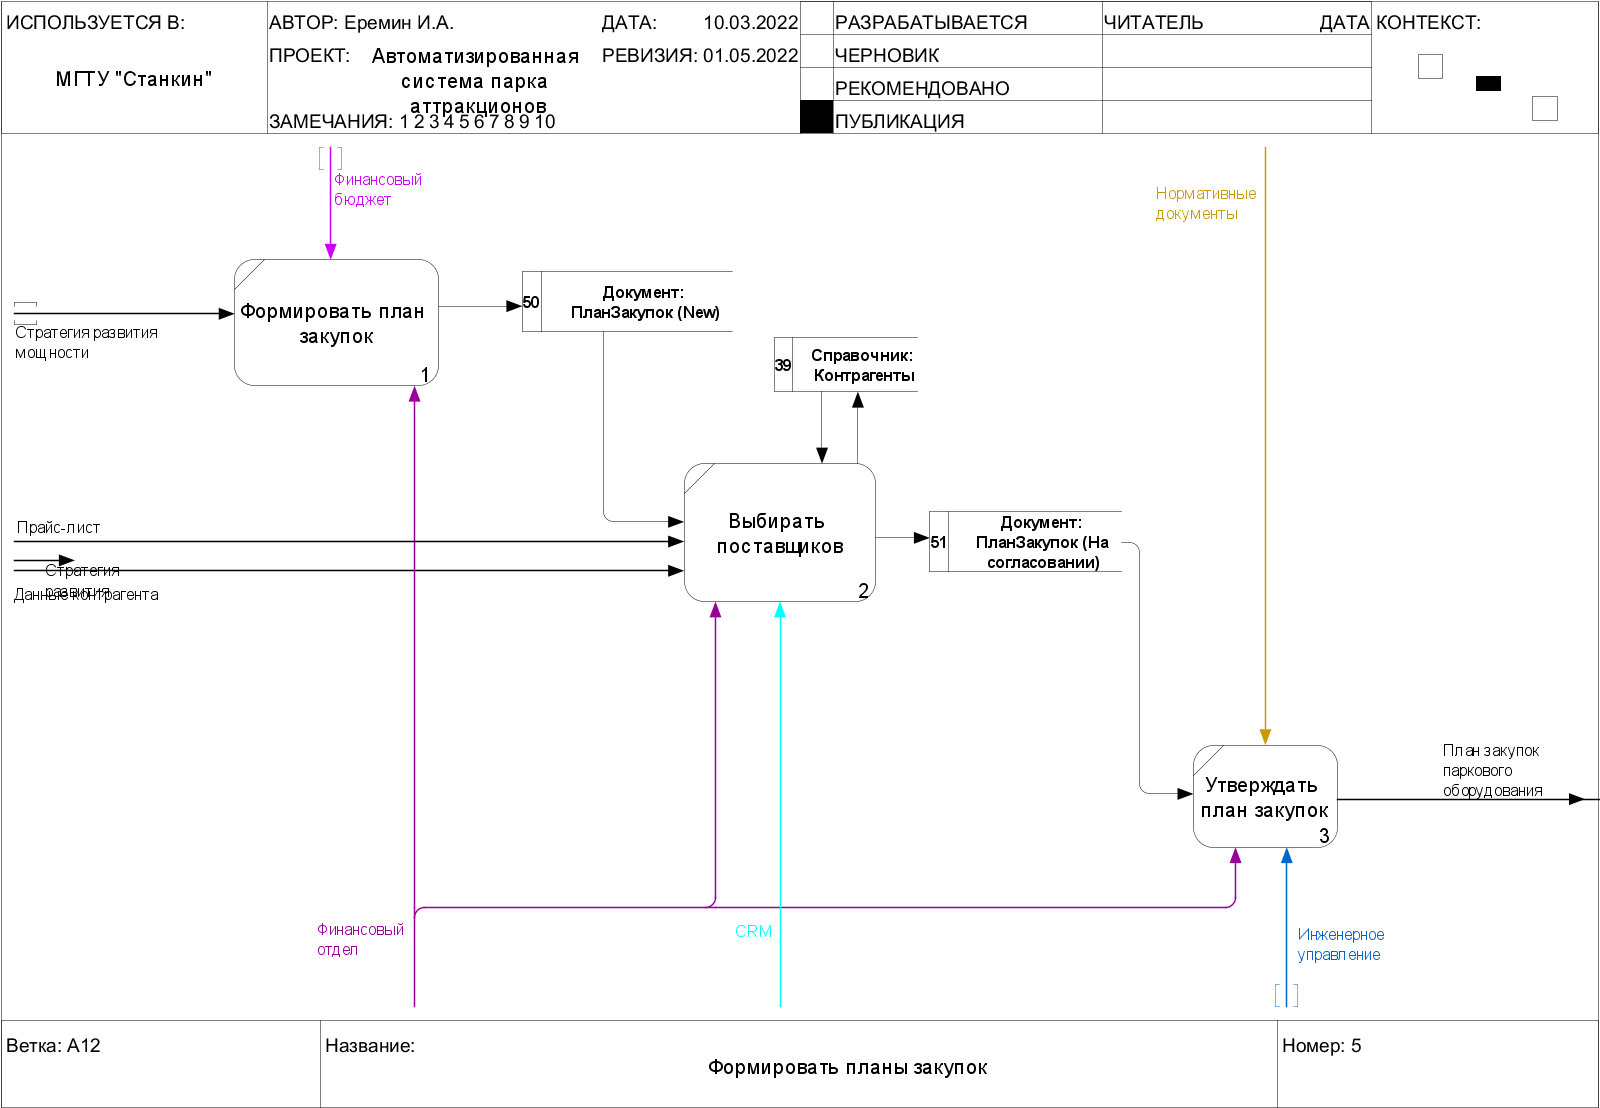 ИСПОЛЬЗУЕТСЯ В:
МГТУ "Станкин"
АВТОР: Еремин И.А.
ДАТА: 10.03.2022
ПРОЕКТ: Автоматизированная
система парка
аттракционов
РЕВИЗИЯ: 01.05.2022
ЗАМЕЧАНИЯ: 1 2 3 4 5 6 7 8 9 10
РАЗРАБАТЫВАЕТСЯ
ЧЕРНОВИК
РЕКОМЕНДОВАНО
ПУБЛИКАЦИЯ
ЧИТАТЕЛЬ
ДАТА
КОНТЕКСТ:
Финансовый
бюджет
Нормативные
документы
Формировать план
закупок
1
Стратегия развития
мощности
50
Документ:
ПланЗакупок (New)
39
Справочник:
Контрагенты
Прайс-лист
Стратегия
развития
Данные контрагента
Выбирать
поставщиков
2
51
Документ:
ПланЗакупок (На
согласовании)
Утверждать
план закупок
3
План закупок
паркового
оборудования
Финансовый
отдел
CRM
Инженерное
управление
Ветка: A12
Название:
Формировать планы закупок
Номер: 5